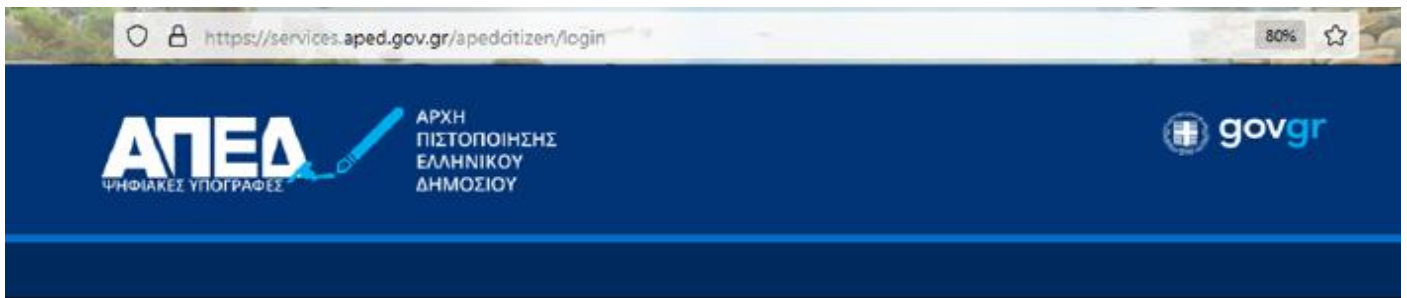 https://services.aped.gov.gr/apedcitizen/login
80%
ΑΠΕΔ
ΨΗΦΙΑΚΕΣ ΥΠΟΓΡΑΦΕΣ
ΑΡΧΗ
ΠΙΣΤΟΠΟΙΗΣΗΣ
ΕΛΛΗΝΙΚΟΥ
ΔΗΜΟΣΙΟΥ
govgr